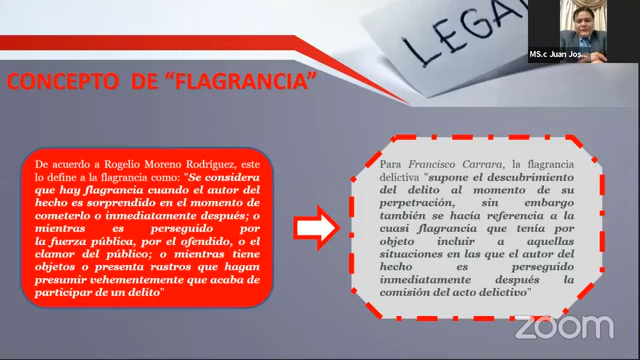 LEGAL
MS.c Juan Jos...
CONCEPTO DE “FLAGRANCIA”
De acuerdo a Rogelio Moreno Rodríguez, este
lo define a la flagrancia como: "Se considera
que hay flagrancia cuando el autor del
hecho es sorprendido en el momento de
cometerlo o inmediatamente después; o
mientras es perseguido por
la fuerza pública, por el ofendido, o el
clamor del público; o mientras tiene
objetos o presenta rastros que hagan
presumir vehementemente que acaba de
participar de un delito"
Para Francisco Carrara, la flagrancia
delictiva "supone el descubrimiento
del delito al momento de su
perpetración, sin embargo
también se hacía referencia a la
cuasi flagrancia que tenía por
objeto incluir a aquellas
situaciones en las que el autor del
hecho es perseguido
inmediatamente después la
comisión del acto delictivo"
zoom